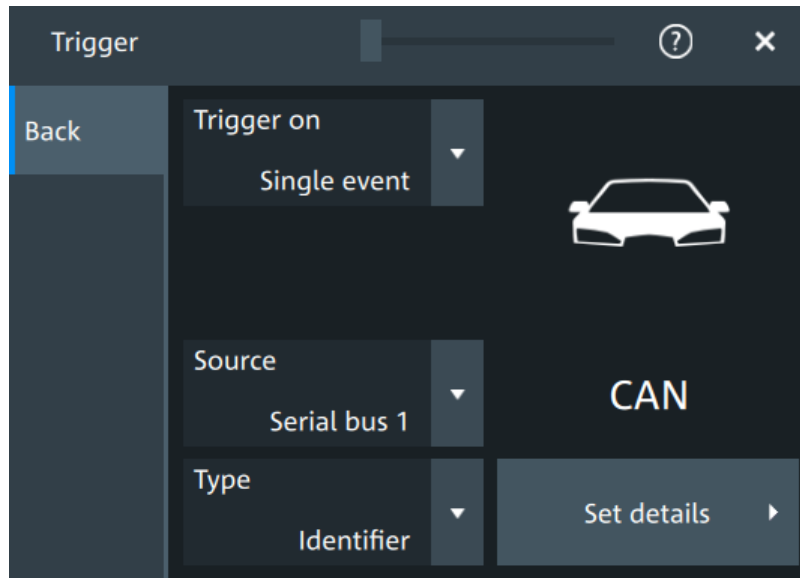 Trigger
?
Back
Trigger on
Single event
Source
Serial bus 1
CAN
Type
Identifier
Set details